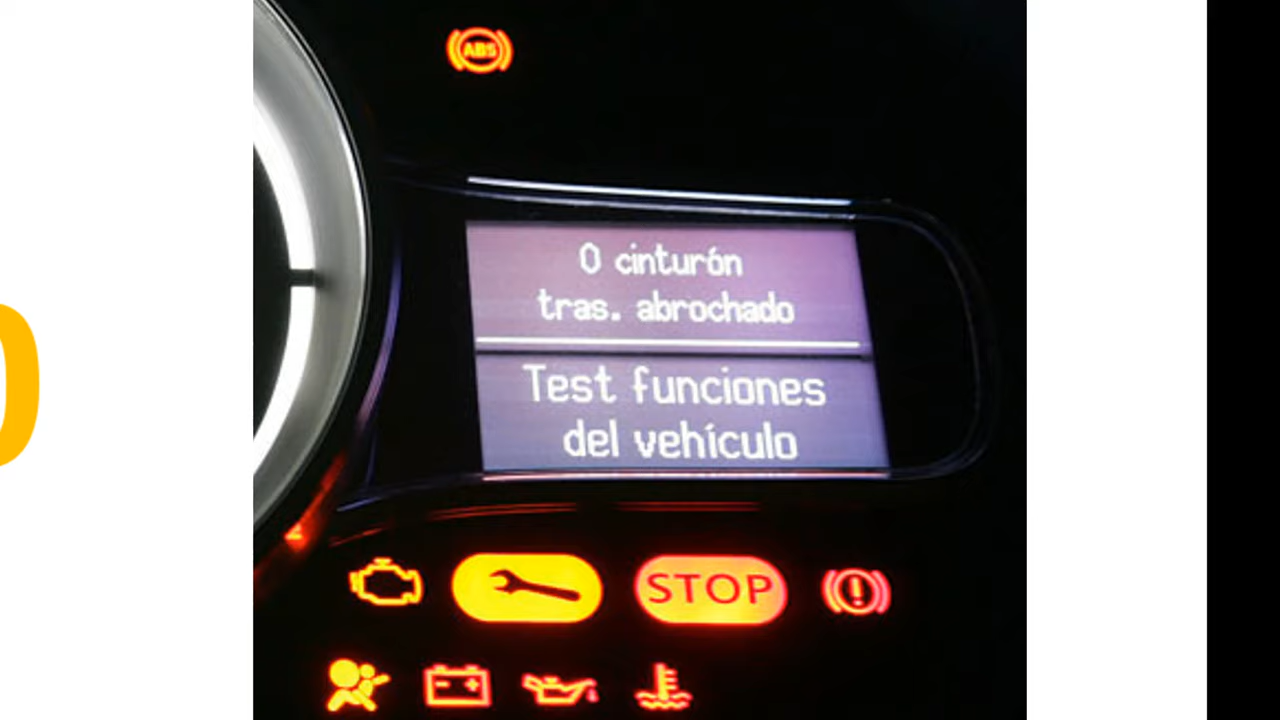 ABS
0 cinturón
tras. abrochado
Test funciones
del vehículo
STOP